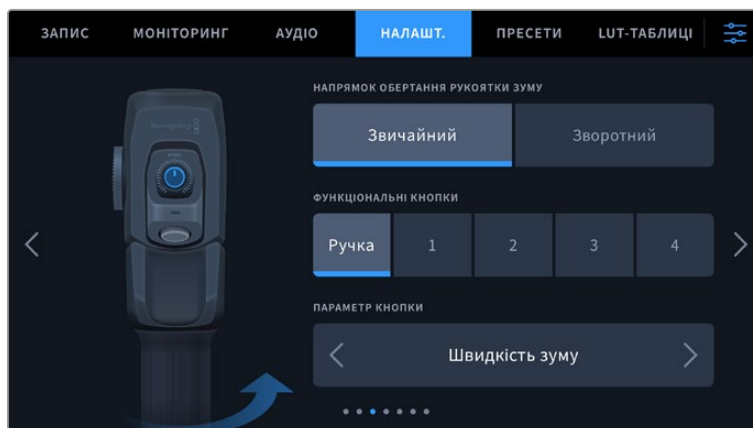 ЗАПИС МОНІТОРИНГ АУДІО НАЛАШТ. ПРЕСЕТИ LUT-ТАБЛИЦІ
НАПРЯМОК ОБЕРТАННЯ РУКОЯТКИ ЗУМУ
Звичайний Зворотний
ФУНКЦІОНАЛЬНІ КНОПКИ
Ручка 1 2 3 4
ПАРАМЕТР КНОПКИ
Швидкість зуму